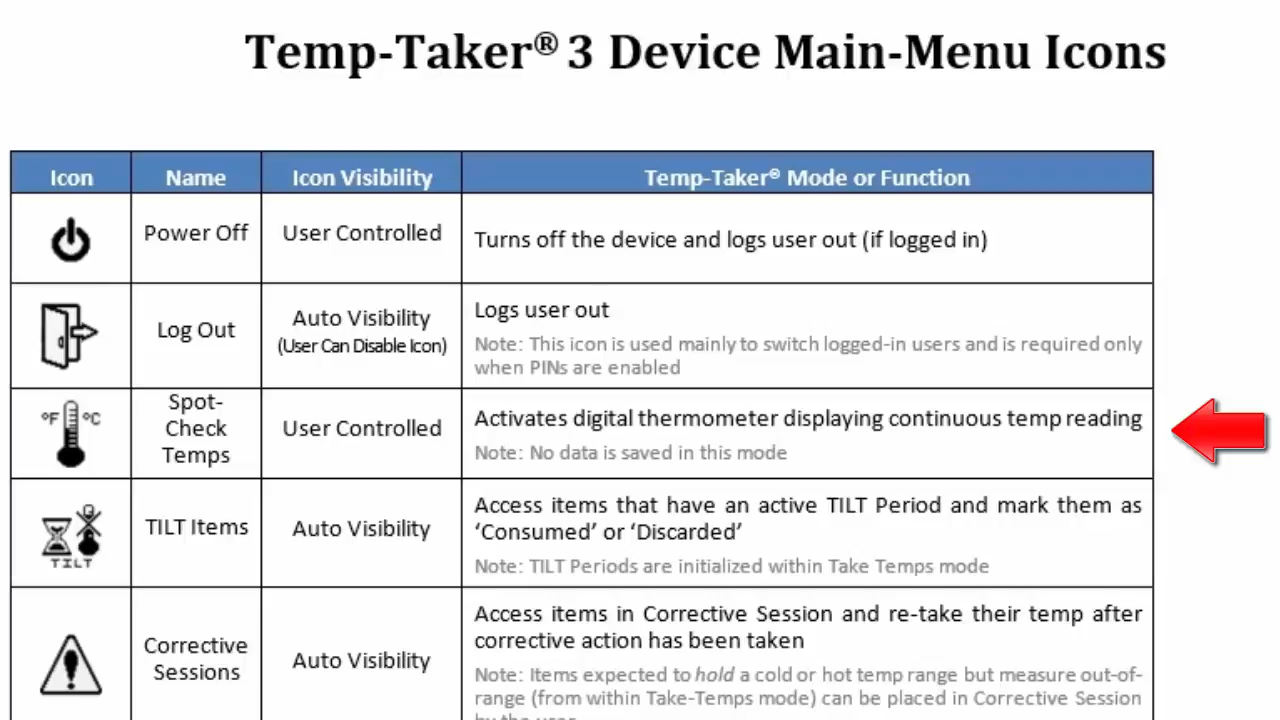 Temp-Taker® 3 Device Main-Menu Icons
Icon Name Icon Visibility Temp-Taker® Mode or Function
Power Off User Controlled Turns off the device and logs user out (if logged in)
Log Out
Auto Visibility
(User Can Disable Icon)
Logs user out
Note: This icon is used mainly to switch logged-in users and is required only
when PINs are enabled
°F °C
Spot-
Check
Temps
User Controlled
Activates digital thermometer displaying continuous temp reading
Note: No data is saved in this mode
TILT
TILT Items
Auto Visibility
Access items that have an active TILT Period and mark them as
‘Consumed’ or ‘Discarded’
Note: TILT Periods are initialized within Take Temps mode
Corrective
Sessions
Auto Visibility
Access items in Corrective Session and re-take their temp after
corrective action has been taken
Note: Items expected to hold a cold or hot temp range but measure out-of-
range (from within Take-Temps mode) can be placed in Corrective Session
by the user